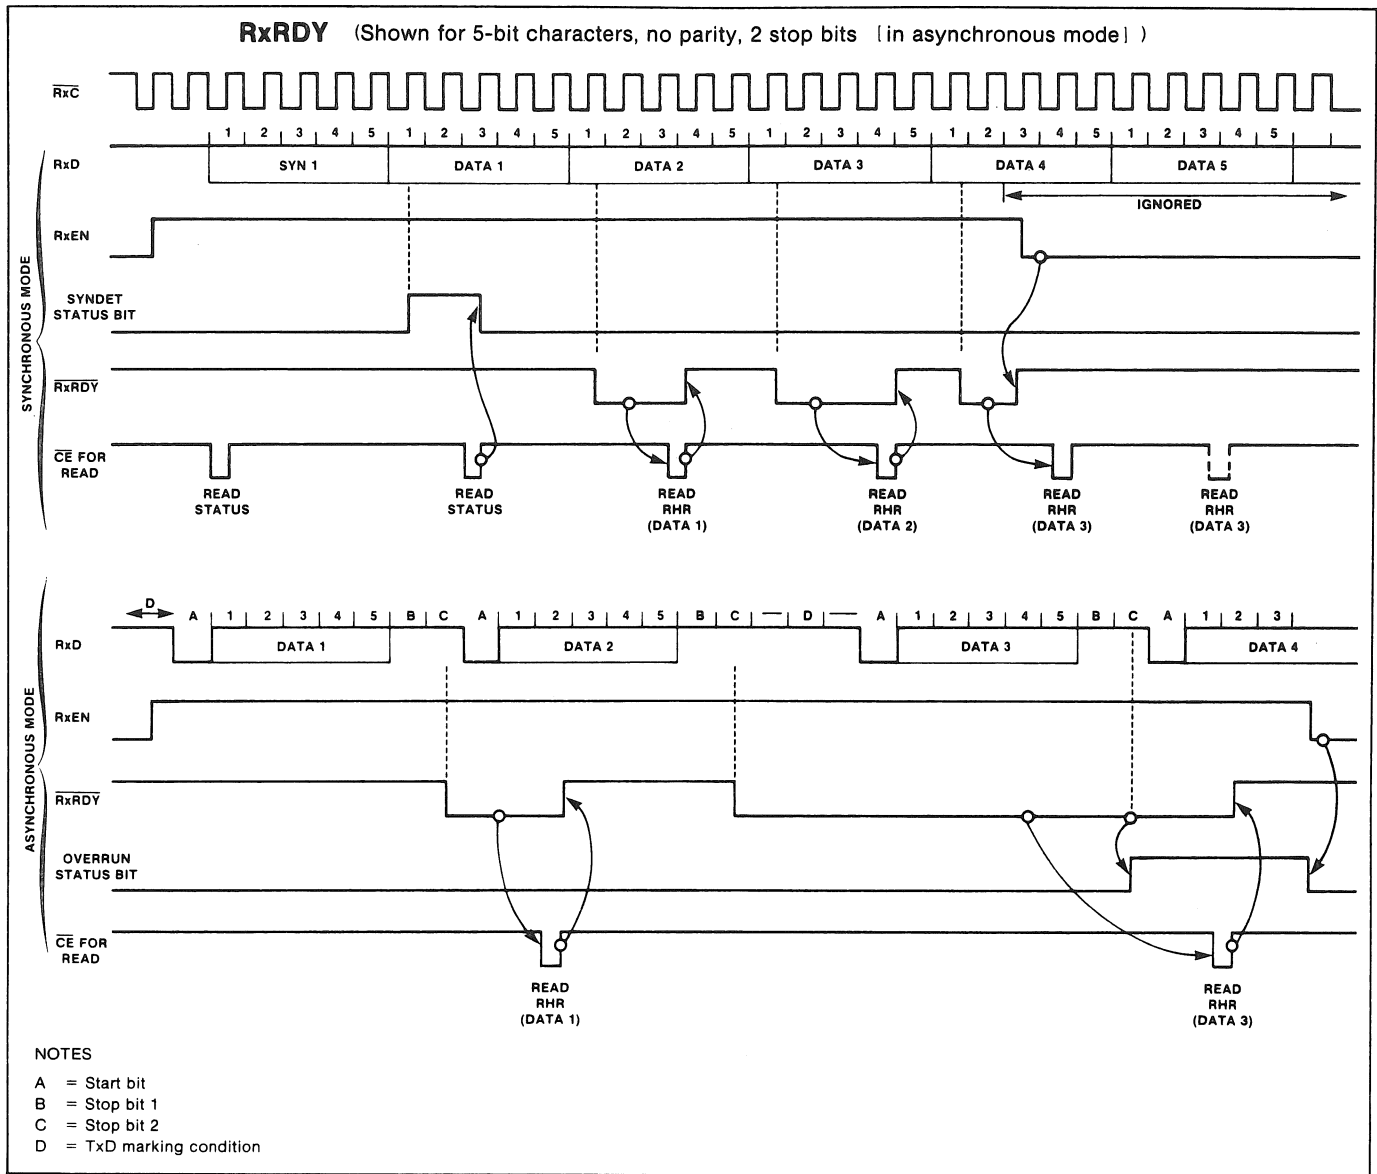 RxRDY (Shown for 5-bit characters, no parity, 2 stop bits [in asynchronous mode] )
RxC
1 2 3 4 5 1 2 3 4 5 1 2 3 4 5 1 2 3 4 5 1 2 3 4 5 1 2 3 4 5
RxD SYN 1 DATA 1 DATA 2 DATA 3 DATA 4 DATA 5
IGNORED
RxEN
SYNCHRONOUS MODE
SYNDET
STATUS BIT
RxRDY
CE FOR
READ
READ
STATUS
READ
STATUS
READ
RHR
(DATA 1)
READ
RHR
(DATA 2)
READ
RHR
(DATA 3)
READ
RHR
(DATA 3)
D A 1 2 3 4 5 B C A 1 2 3 4 5 B C D A 1 2 3 4 5 B C A 1 2 3
RxD DATA 1 DATA 2 DATA 3 DATA 4
RxEN
ASYNCHRONOUS MODE
RxRDY
OVERRUN
STATUS BIT
CE FOR
READ
READ
RHR
(DATA 1)
READ
RHR
(DATA 3)
NOTES
A = Start bit
B = Stop bit 1
C = Stop bit 2
D = TxD marking condition